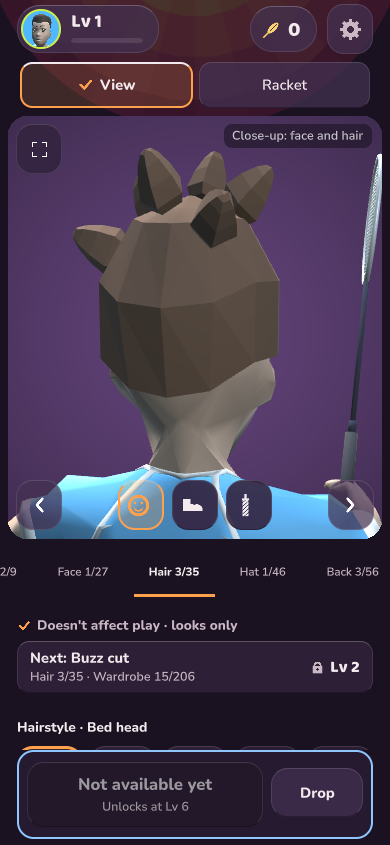 Lv 1
0
View
Racket
Close-up: face and hair
2/9
Face 1/27
Hair 3/35
Hat 1/46
Back 3/56
Doesn't affect play · looks only
Next: Buzz cut
Hair 3/35 · Wardrobe 15/206
Lv 2
Hairstyle · Bed head
Not available yet
Unlocks at Lv 6
Drop